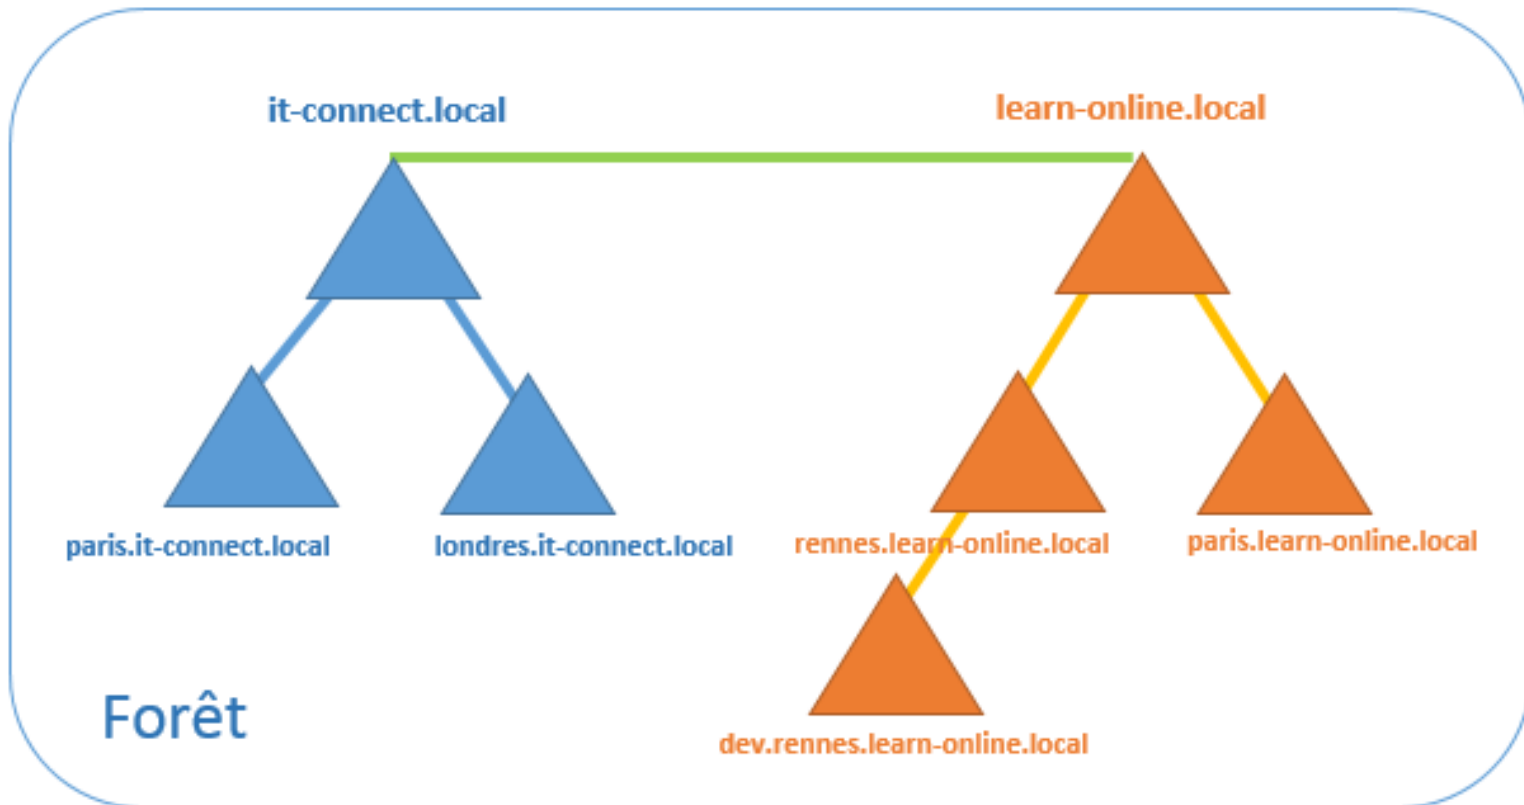 it-connect.local
learn-online.local
paris.it-connect.local
londres.it-connect.local
rennes.learn-online.local
paris.learn-online.local
dev.rennes.learn-online.local
Forêt